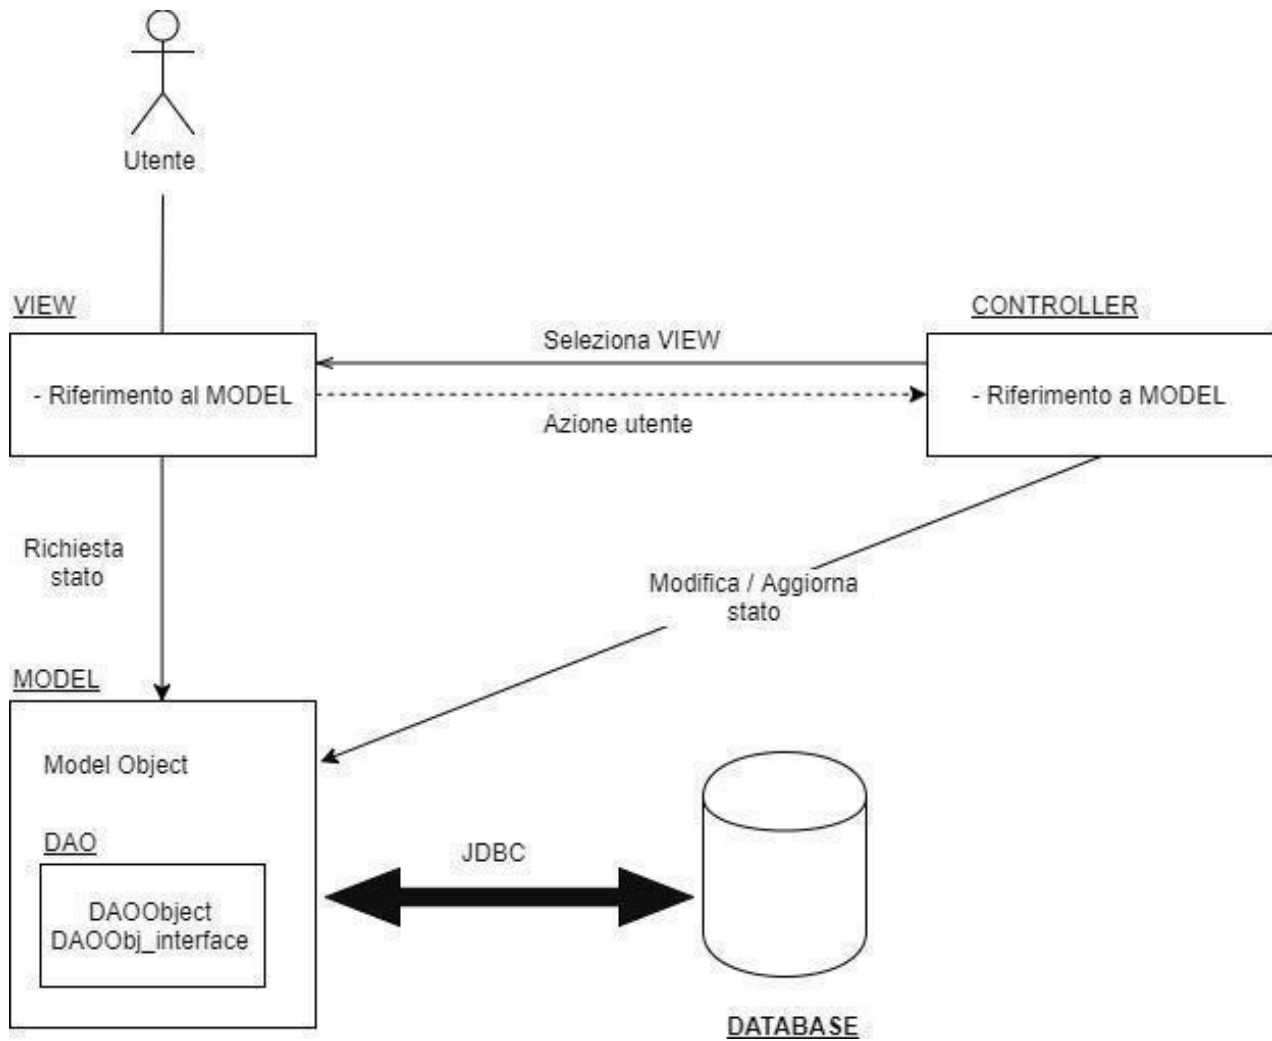 Utente
VIEW
CONTROLLER
Seleziona VIEW
- Riferimento al MODEL
- Riferimento a MODEL
Azione utente
Richiesta
stato
Modifica / Aggiorna
stato
MODEL
Model Object
DAO
JDBC
DAOObject
DAOObj_interface
DATABASE